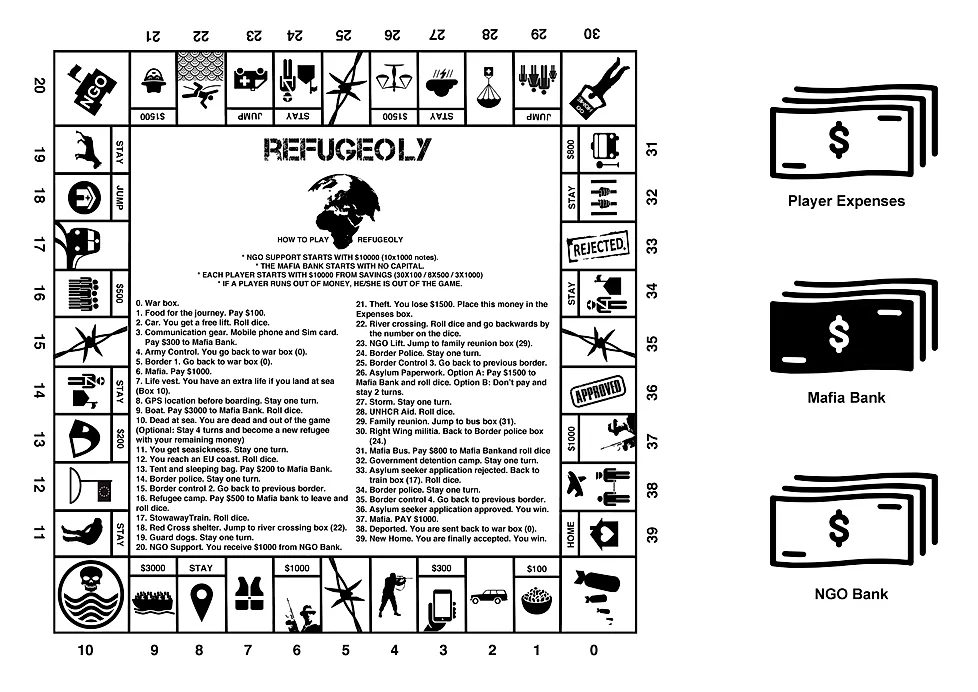 21 22 23 24 25 26 27 28 29 30
20
NGO
$1500
JUMP
STAY
$1500
STAY
JUMP
19
STAY
18
JUMP
17
16
$500
15
14
STAY
13
$200
12
11
STAY
REFUGEOLY
HOW TO PLAY REFUGEOLY
* NGO SUPPORT STARTS WITH $10000 (10x1000 notes).
* THE MAFIA BANK STARTS WITH NO CAPITAL.
* EACH PLAYER STARTS WITH $10000 FROM SAVINGS (30X100 / 8X500 / 3X1000)
* IF A PLAYER RUNS OUT OF MONEY, HE/SHE IS OUT OF THE GAME.
0. War box.
1. Food for the journey. Pay $100.
2. Car. You get a free lift. Roll dice.
3. Communication gear. Mobile phone and Sim card.
Pay $300 to Mafia Bank.
4. Army Control. You go back to war box (0).
5. Border 1. Go back to war box (0).
6. Mafia. Pay $1000.
7. Life vest. You have an extra life if you land at sea
(Box 10).
8. GPS location before boarding. Stay one turn.
9. Boat. Pay $3000 to Mafia Bank. Roll dice.
10. Dead at sea. You are dead and out of the game
(Optional: Stay 4 turns and become a new refugee
with your remaining money)
11. You get seasickness. Stay one turn.
12. You reach an EU coast. Roll dice.
13. Tent and sleeping bag. Pay $200 to Mafia Bank.
14. Border police. Stay one turn.
15. Border control 2. Go back to previous border.
16. Refugee camp. Pay $500 to Mafia bank to leave and
roll dice.
17. StowawayTrain. Roll dice.
18. Red Cross shelter. Jump to river crossing box (22).
19. Guard dogs. Stay one turn.
20. NGO Support. You receive $1000 from NGO Bank.
21. Theft. You lose $1500. Place this money in the
Expenses box.
22. River crossing. Roll dice and go backwards by
the number on the dice.
23. NGO Lift. Jump to family reunion box (29).
24. Border Police. Stay one turn.
25. Border Control 3. Go back to previous border.
26. Asylum Paperwork. Option A: Pay $1500 to
Mafia Bank and roll dice. Option B: Don't pay and
stay 2 turns.
27. Storm. Stay one turn.
28. UNHCR Aid. Roll dice.
29. Family reunion. Jump to bus box (31).
30. Right Wing militia. Back to Border police box
(24.)
31. Mafia Bus. Pay $800 to Mafia Bankand roll dice
32. Government detention camp. Stay one turn.
33. Asylum seeker application rejected. Back to
train box (17). Roll dice.
34. Border police. Stay one turn.
35. Border control 4. Go back to previous border.
36. Asylum seeker application approved. You win.
37. Mafia. PAY $1000.
38. Deported. You are sent back to war box (0).
39. New Home. You are finally accepted. You win.
$800
31
STAY
32
REJECTED.
33
STAY
34
35
APPROVED
36
$1000
37
38
HOME
39
$3000
STAY
$1000
$300
$100
10 9 8 7 6 5 4 3 2 1 0
$
Player Expenses
$
Mafia Bank
$
NGO Bank